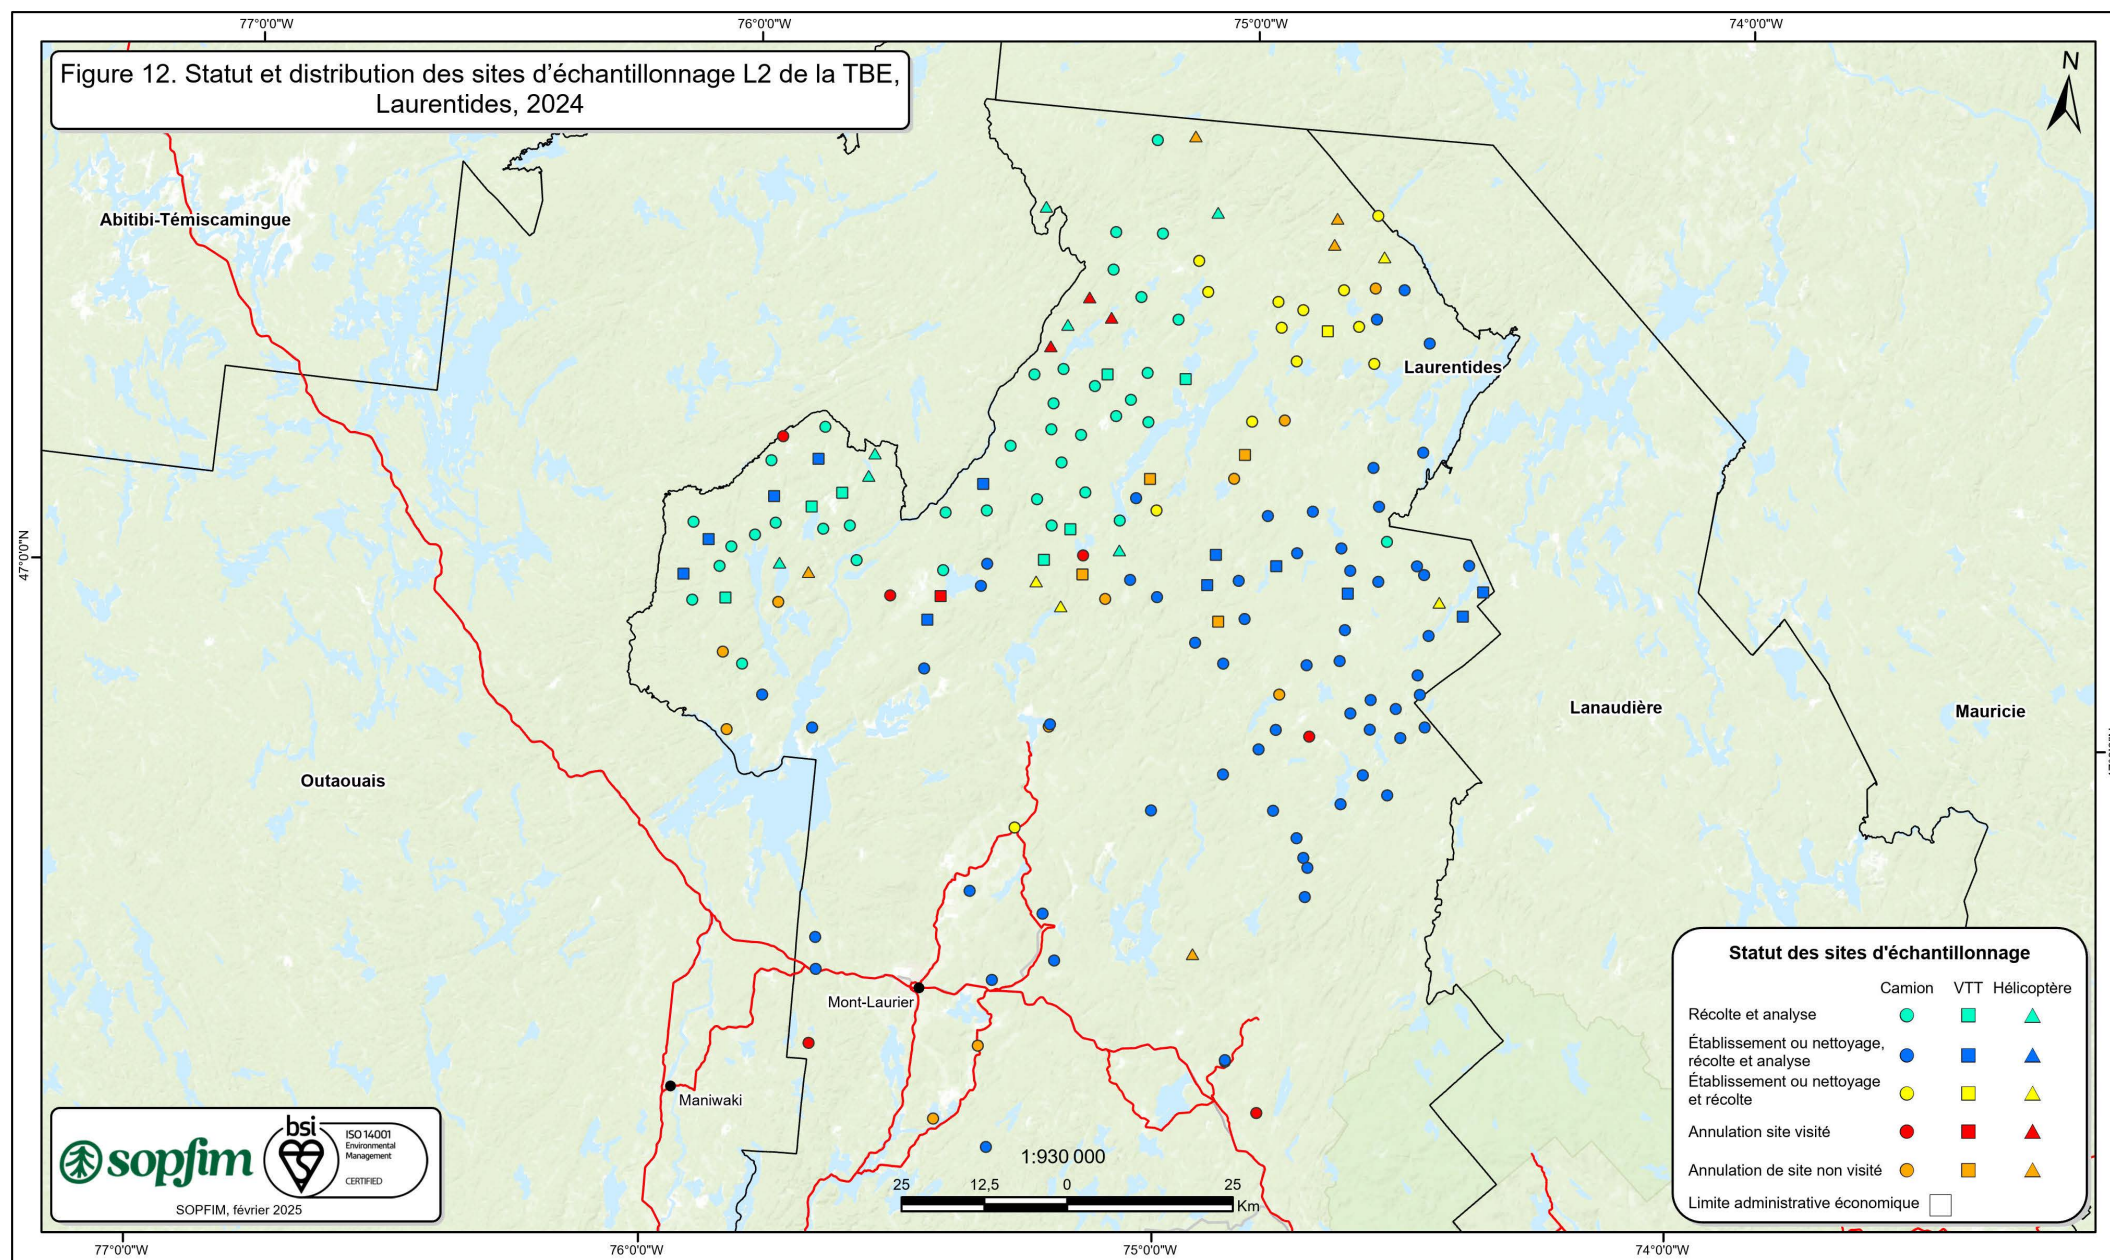 77°0'0"W 76°0'0"W 75°0'0"W 74°0'0"W
Figure 12. Statut et distribution des sites d'échantillonnage L2 de la TBE,
Laurentides, 2024
N
Abitibi-Témiscamingue
Laurentides
47°0'0"N
Lanaudière
Mauricie
Outaouais
Mont-Laurier
Maniwaki
Statut des sites d'échantillonnage
Camion VTT Hélicoptère
Récolte et analyse
Établissement ou nettoyage,
récolte et analyse
Établissement ou nettoyage
et récolte
Annulation site visité
Annulation de site non visité
Limite administrative économique
sopfim
bsi
ISO 14001
Environmental
Management
CERTIFIED
SOPFIM, février 2025
1:930 000
25 12,5 0 25
Km
77°0'0"W 76°0'0"W 75°0'0"W 74°0'0"W